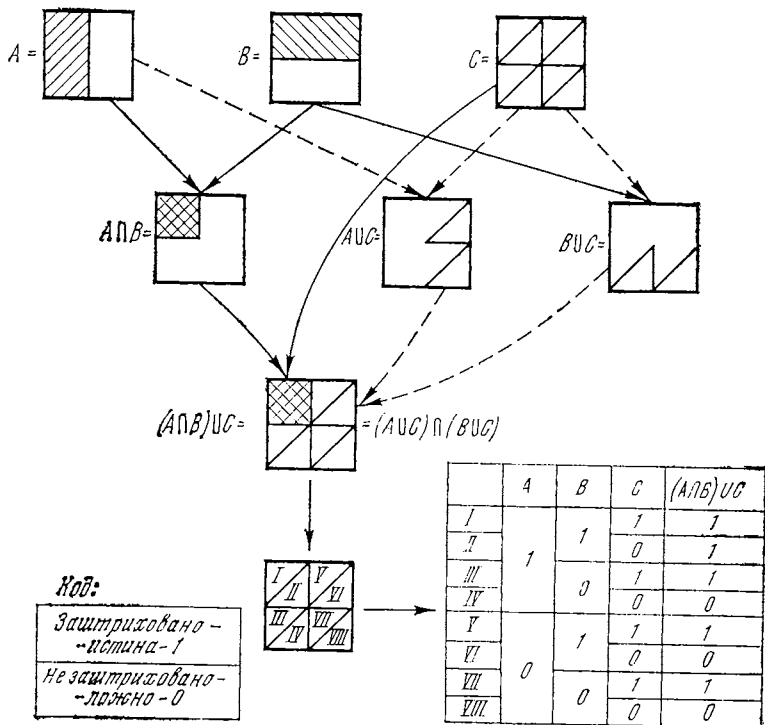 A =
B =
C =
A∩B=
A∪C=
B∪C=
(A∩B)∪C=
=(A∪C)∩(B∪C)
A B C (A∩B)∪C
I 1 1 1 1
II 0 1
III 0 1 1
IV 0 0
V 0 1 1 1
VI 0 0
VII 0 1 1
VIII 0 0
I V
II VI
III VII
IV VIII
Код:
Заштриховано-
-истина-1
Не заштриховано-
-ложно-0